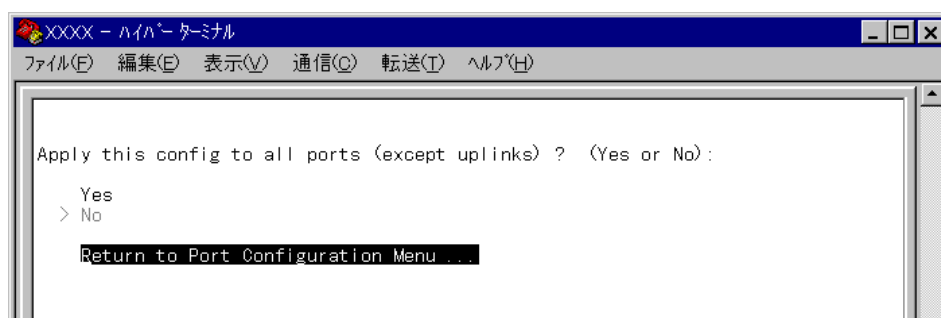 XXXX - ﾊｲﾊﾟｰ ﾀｰﾐﾅﾙ
ﾌｧｲﾙ(F) 編集(E) 表示(V) 通信(C) 転送(T) ﾍﾙﾌﾟ(H)
Apply this config to all ports (except uplinks) ? (Yes or No):
Yes
> No
Return to Port Configuration Menu ...